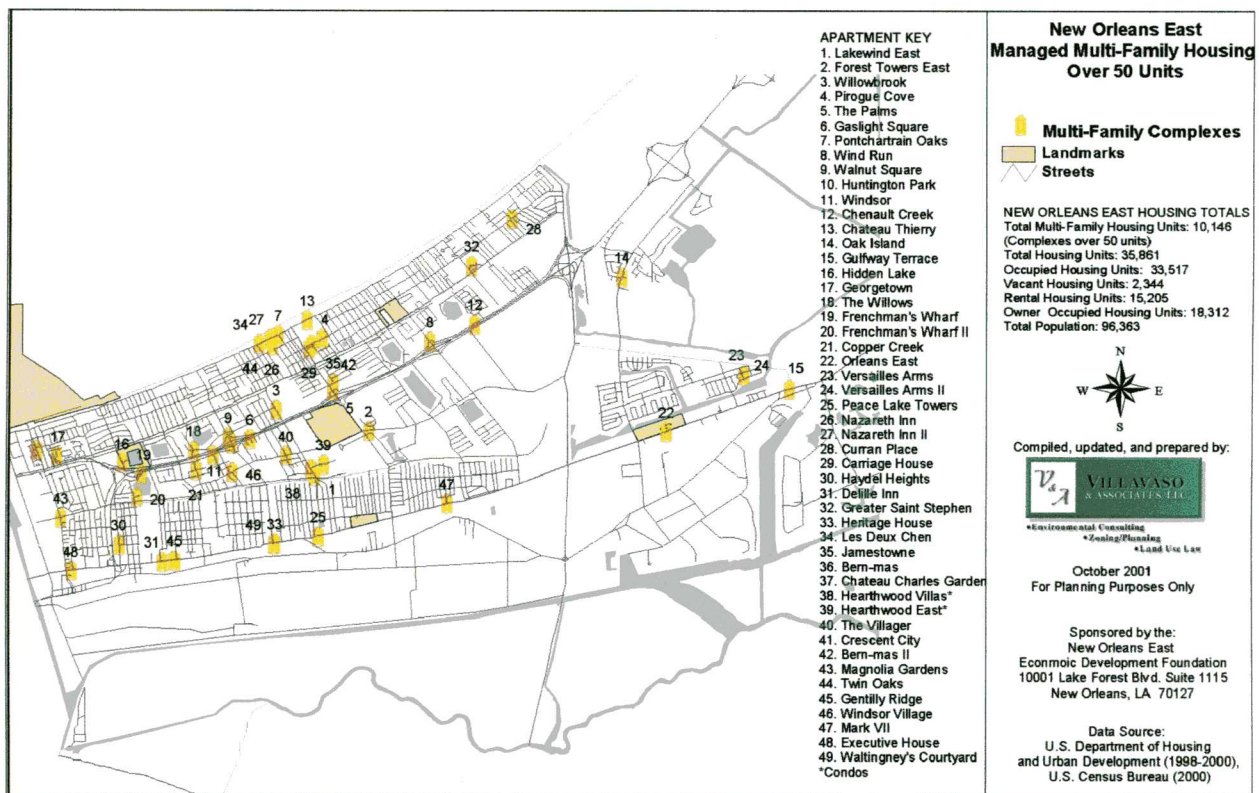 New Orleans East
Managed Multi-Family Housing
Over 50 Units
Multi-Family Complexes
Landmarks
Streets
NEW ORLEANS EAST HOUSING TOTALS
Total Multi-Family Housing Units: 10,146
(Complexes over 50 units)
Total Housing Units: 35,861
Occupied Housing Units: 33,517
Vacant Housing Units: 2,344
Rental Housing Units: 15,205
Owner Occupied Housing Units: 18,312
Total Population: 96,363
N
W E
S
Compiled, updated, and prepared by:
V & A
VILLAVASO
& ASSOCIATES, LLC
•Environmental Consulting
•Zoning/Planning
•Land Use Law
October 2001
For Planning Purposes Only
Sponsored by the:
New Orleans East
Econmoic Development Foundation
10001 Lake Forest Blvd. Suite 1115
New Orleans, LA 70127
Data Source:
U.S. Department of Housing
and Urban Development (1998-2000),
U.S. Census Bureau (2000)
APARTMENT KEY
1. Lakewind East
2. Forest Towers East
3. Willowbrook
4. Pirogue Cove
5. The Palms
6. Gaslight Square
7. Pontchartrain Oaks
8. Wind Run
9. Walnut Square
10. Huntington Park
11. Windsor
12. Chenault Creek
13. Chateau Thierry
14. Oak Island
15. Gulfway Terrace
16. Hidden Lake
17. Georgetown
18. The Willows
19. Frenchman's Wharf
20. Frenchman's Wharf II
21. Copper Creek
22. Orleans East
23. Versailles Arms
24. Versailles Arms II
25. Peace Lake Towers
26. Nazareth Inn
27. Nazareth Inn II
28. Curran Place
29. Carriage House
30. Haydel Heights
31. Delille Inn
32. Greater Saint Stephen
33. Heritage House
34. Les Deux Chen
35. Jamestowne
36. Bern-mas
37. Chateau Charles Garden
38. Hearthwood Villas*
39. Hearthwood East*
40. The Villager
41. Crescent City
42. Bern-mas II
43. Magnolia Gardens
44. Twin Oaks
45. Gentilly Ridge
46. Windsor Village
47. Mark VII
48. Executive House
49. Waltingney's Courtyard
*Condos
28
32
14
13
34 27 7
4
12
8
44 26
29
35 42
23
24
15
3
5
2
22
9 6
17
16
18
40
19
39
11
46
21
20
38
1
47
43
30
49
33
25
31 45
48